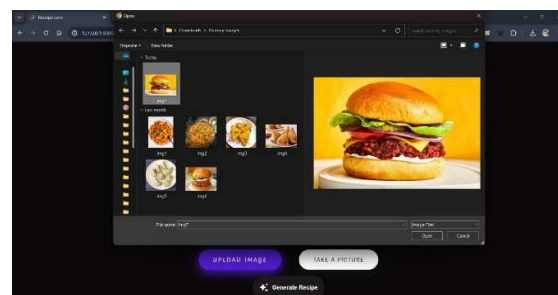 Recipe Lens
Open
Downloads > Dummy images
Search Dummy images
Organize
New folder
Today
img7
Last month
img1
img2
img3
img4
img5
img6
File name: img7
Image Files
Open
Cancel
UPLOAD IMAGE
TAKE A PICTURE
Generate Recipe